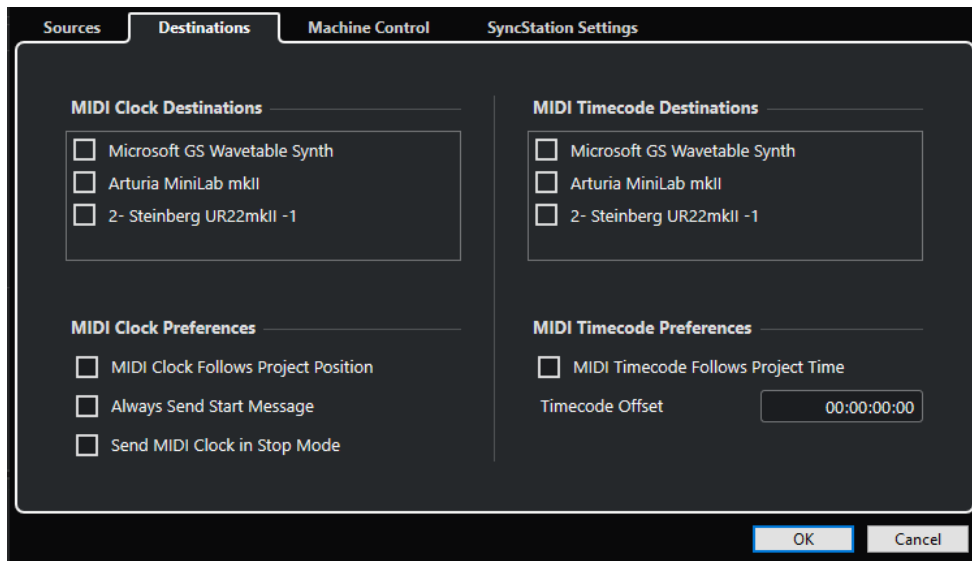 Sources Destinations Machine Control SyncStation Settings
MIDI Clock Destinations
Microsoft GS Wavetable Synth
Arturia MiniLab mkII
2- Steinberg UR22mkII -1
MIDI Timecode Destinations
Microsoft GS Wavetable Synth
Arturia MiniLab mkII
2- Steinberg UR22mkII -1
MIDI Clock Preferences
MIDI Clock Follows Project Position
Always Send Start Message
Send MIDI Clock in Stop Mode
MIDI Timecode Preferences
MIDI Timecode Follows Project Time
Timecode Offset 00:00:00:00
OK Cancel